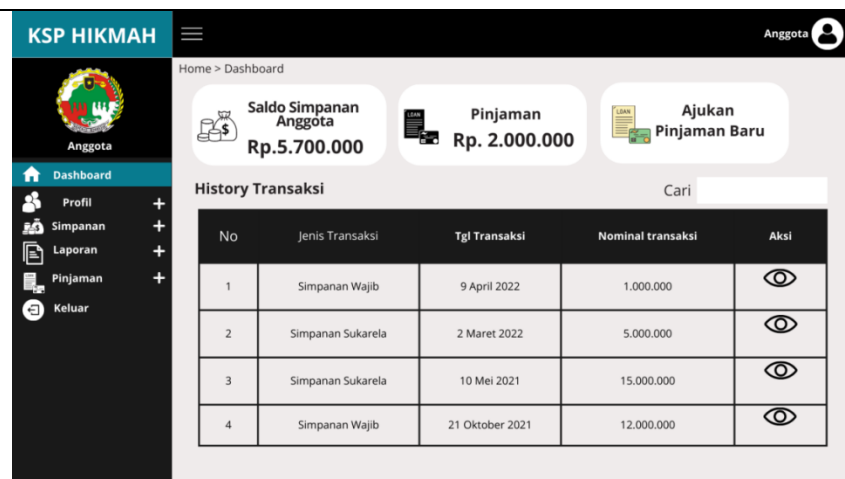 KSP HIKMAH
Anggota
Anggota
Dashboard
Profil +
Simpanan +
Laporan +
Pinjaman +
Keluar
Home > Dashboard
Saldo Simpanan
Anggota
Rp.5.700.000
LOAN
Pinjaman
Rp. 2.000.000
LOAN
Ajukan
Pinjaman Baru
History Transaksi
Cari
No Jenis Transaksi Tgl Transaksi Nominal transaksi Aksi
1 Simpanan Wajib 9 April 2022 1.000.000
2 Simpanan Sukarela 2 Maret 2022 5.000.000
3 Simpanan Sukarela 10 Mei 2021 15.000.000
4 Simpanan Wajib 21 Oktober 2021 12.000.000